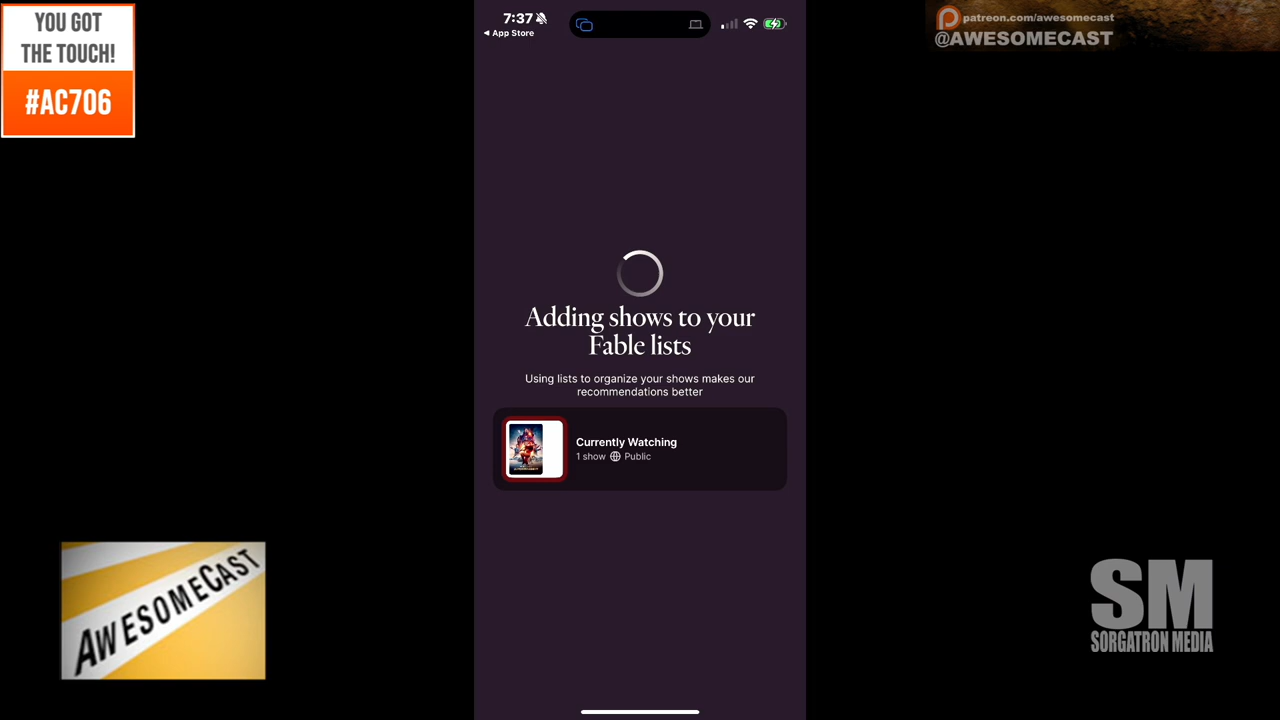 YOU GOT
THE TOUCH!
#AC706
7:37
App Store
patreon.com/awesomecast
@AWESOMECAST
Adding shows to your
Fable lists
Using lists to organize your shows makes our
recommendations better
Currently Watching
1 show Public
AWESOMECAST
SM
SORGATRON MEDIA